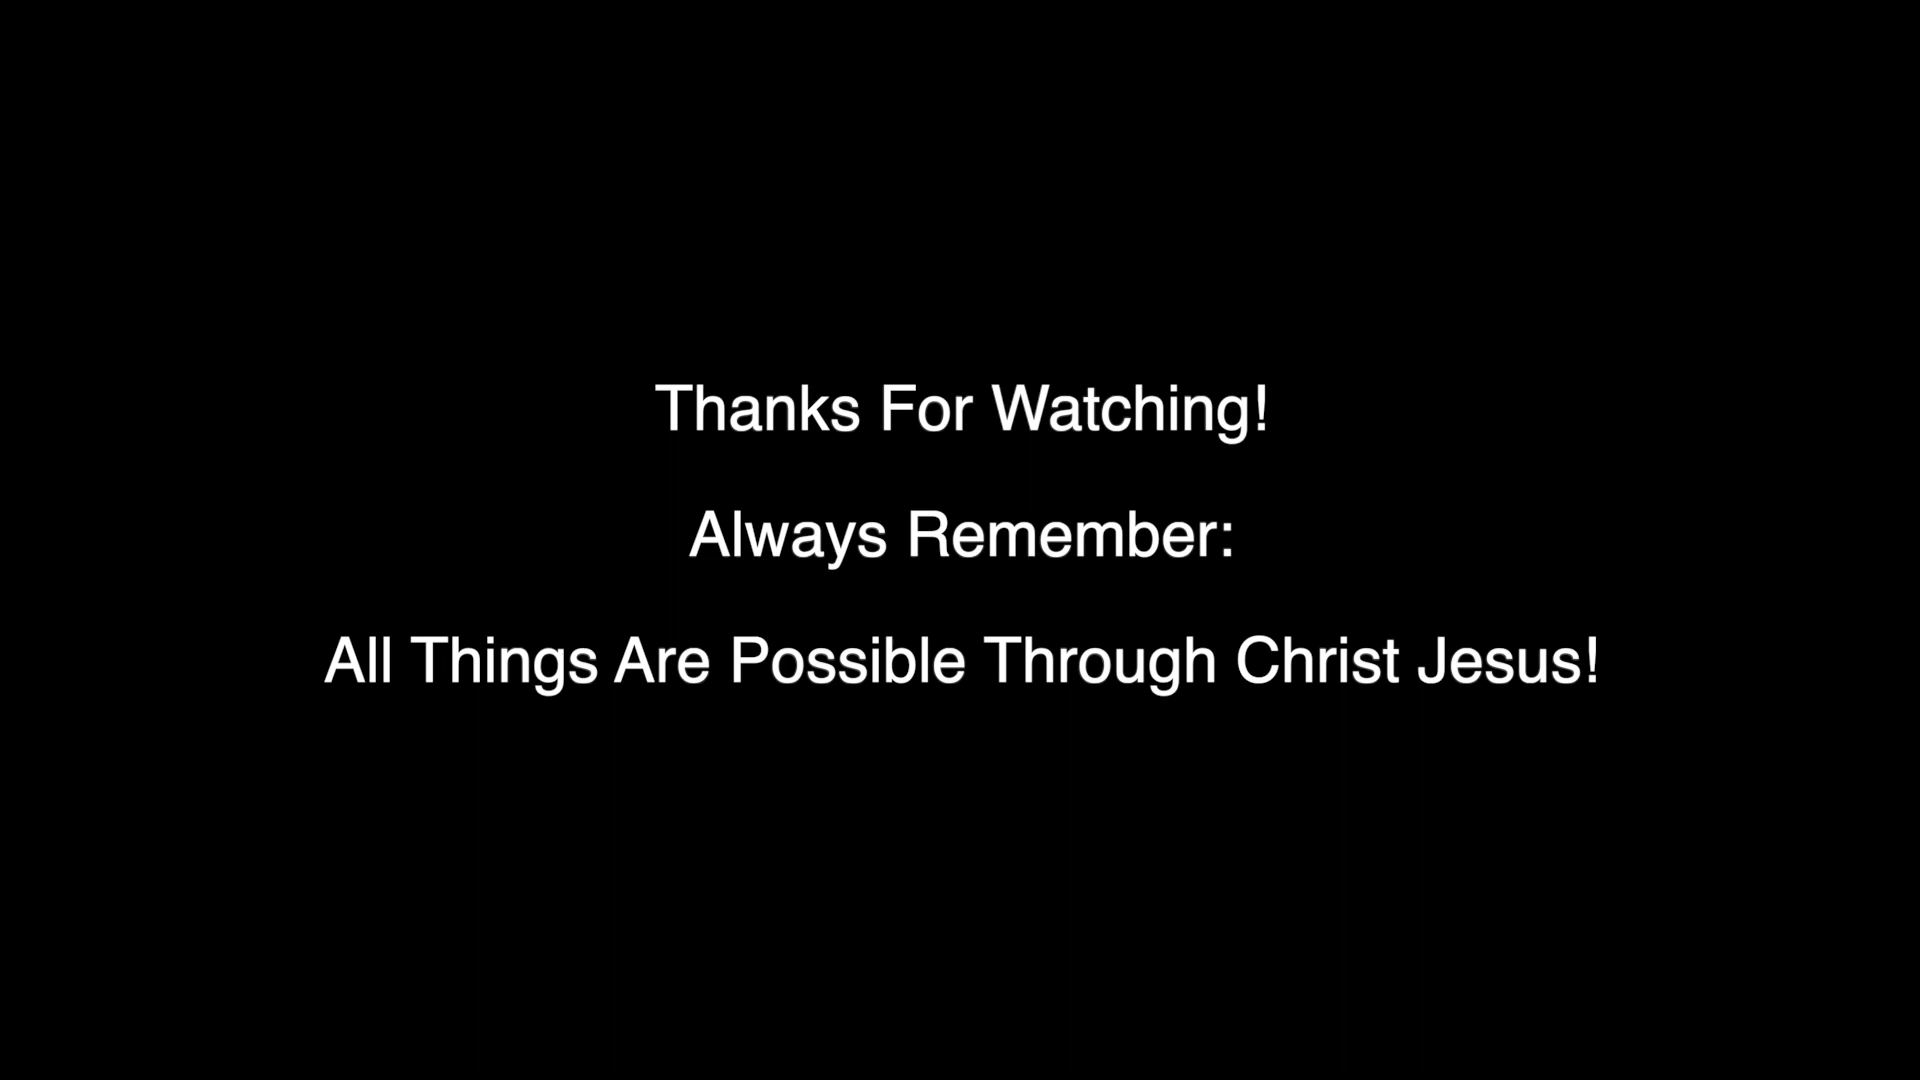 Thanks For Watching!
Always Remember:
All Things Are Possible Through Christ Jesus!